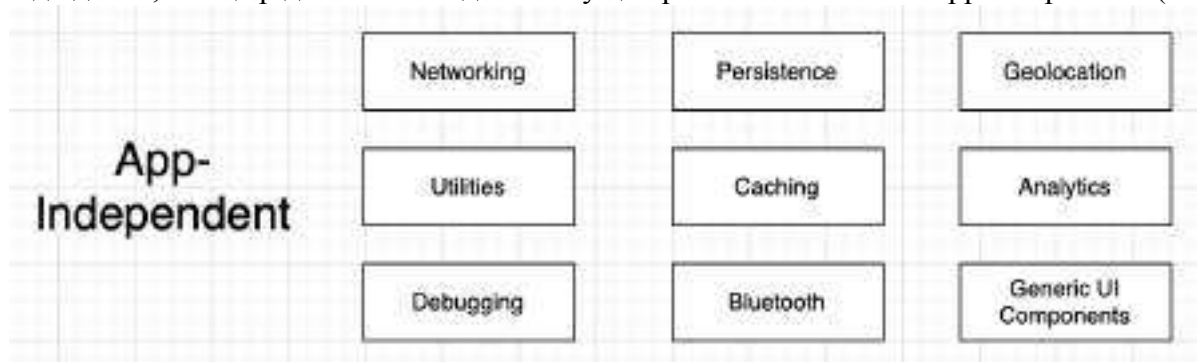 App-
Independent
Networking
Persistence
Geolocation
Utilities
Caching
Analytics
Debugging
Bluetooth
Generic UI
Components